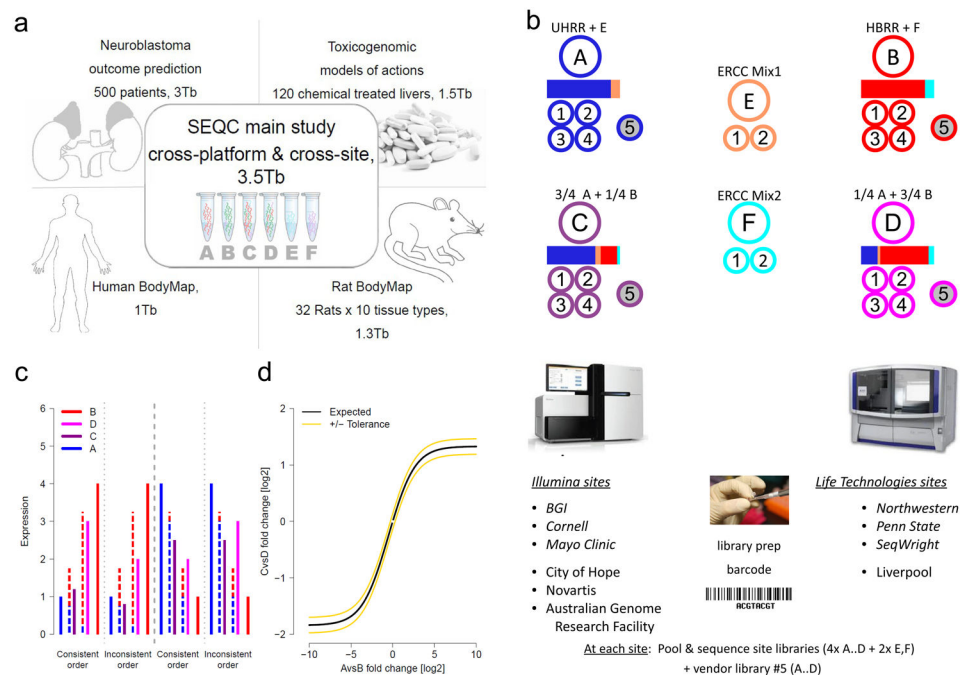 a
Neuroblastoma
outcome prediction
500 patients, 3Tb
Toxicogenomic
models of actions
120 chemical treated livers, 1.5Tb
SEQC main study
cross-platform & cross-site,
3.5Tb
A B C D E F
Human BodyMap,
1Tb
Rat BodyMap
32 Rats x 10 tissue types,
1.3Tb
b
UHRR + E
A
1 2
3 4
5
ERCC Mix1
E
1 2
HBRR + F
B
1 2
3 4
5
3/4 A + 1/4 B
C
1 2
3 4
5
ERCC Mix2
F
1 2
1/4 A + 3/4 B
D
1 2
3 4
5
Illumina sites
• BGI
• Cornell
• Mayo Clinic
• City of Hope
• Novartis
• Australian Genome
Research Facility
library prep
barcode
ACGTACGT
Life Technologies sites
• Northwestern
• Penn State
• SeqWright
• Liverpool
At each site: Pool & sequence site libraries (4x A..D + 2x E,F)
+ vendor library #5 (A..D)
c
Expression
6
5
4
3
2
1
0
B
D
C
A
Consistent
order
Inconsistent
order
Consistent
order
Inconsistent
order
d
CvsD fold change [log2]
2
1
0
−1
−2
Expected
+/− Tolerance
−10 −5 0 5 10
AvsB fold change [log2]